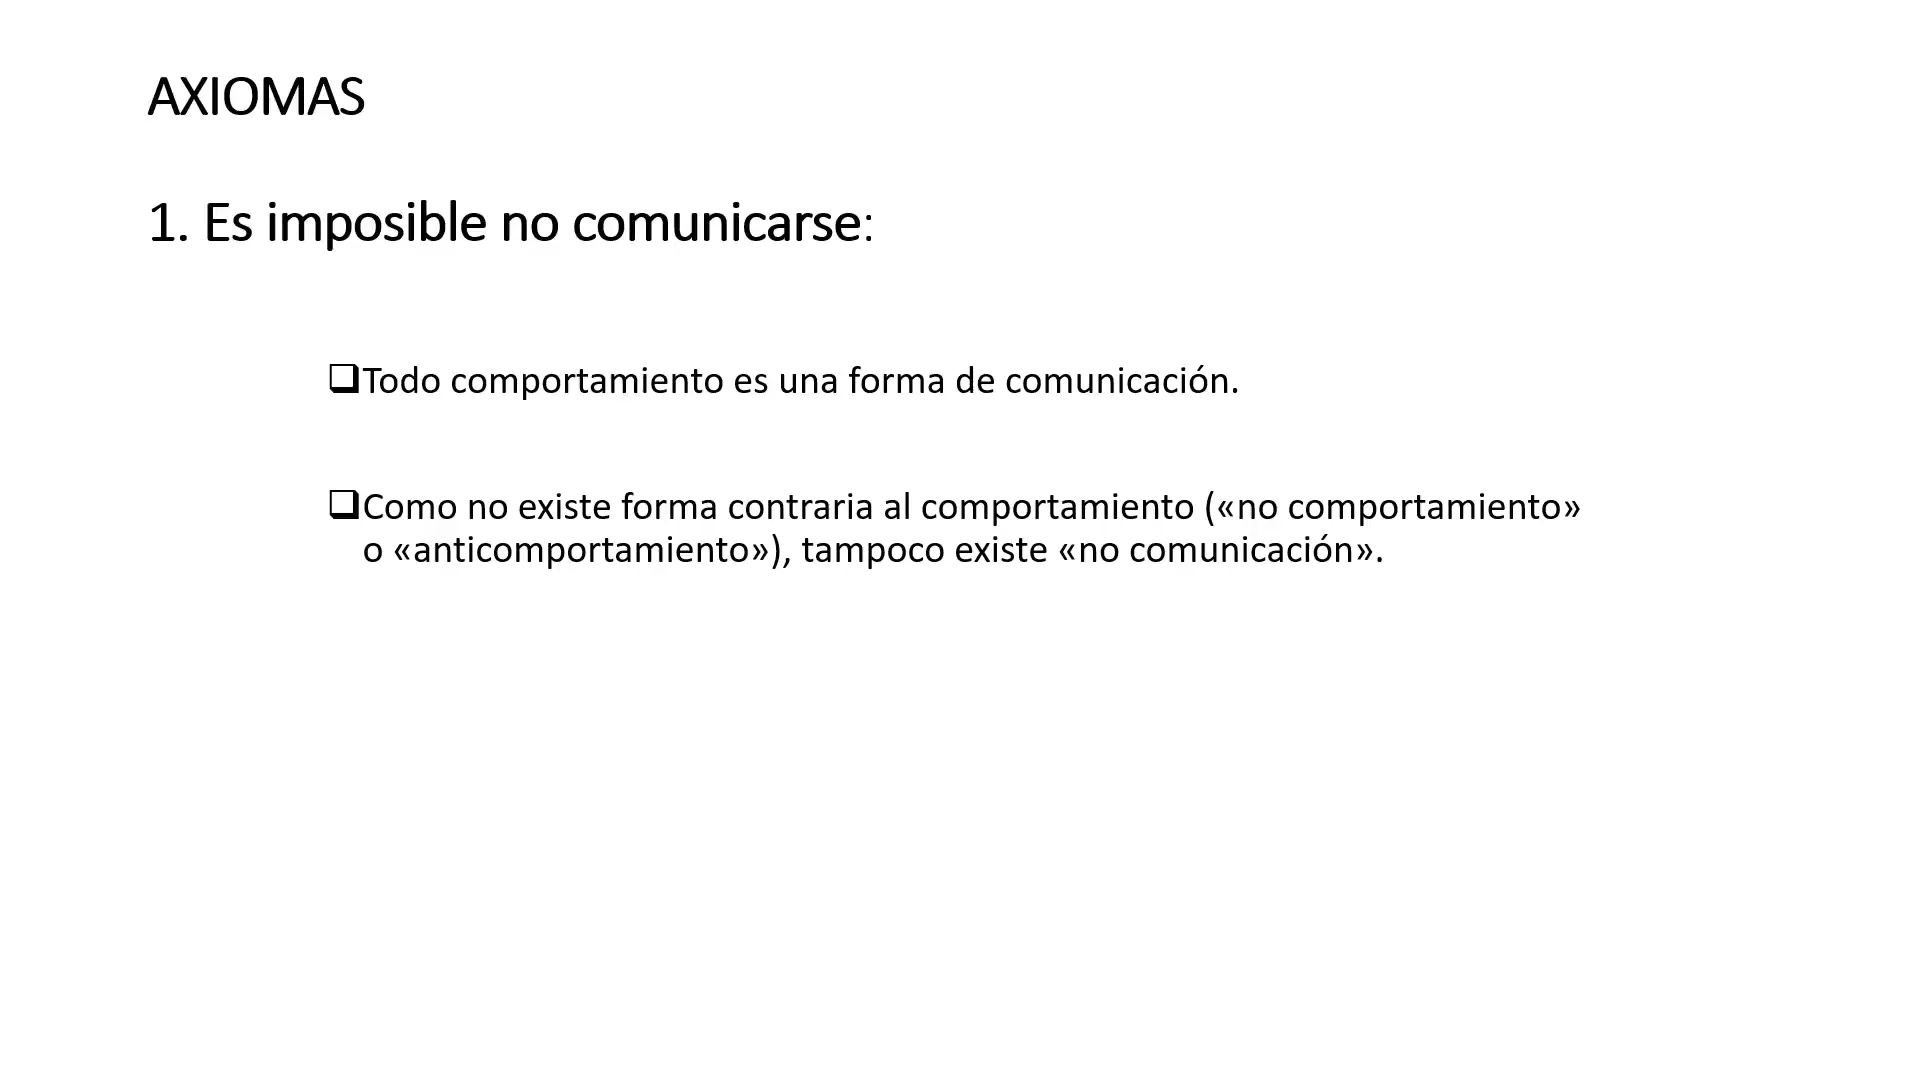 AXIOMAS
1. Es imposible no comunicarse:
❑Todo comportamiento es una forma de comunicación.
❑Como no existe forma contraria al comportamiento («no comportamiento»
o «anticomportamiento»), tampoco existe «no comunicación».